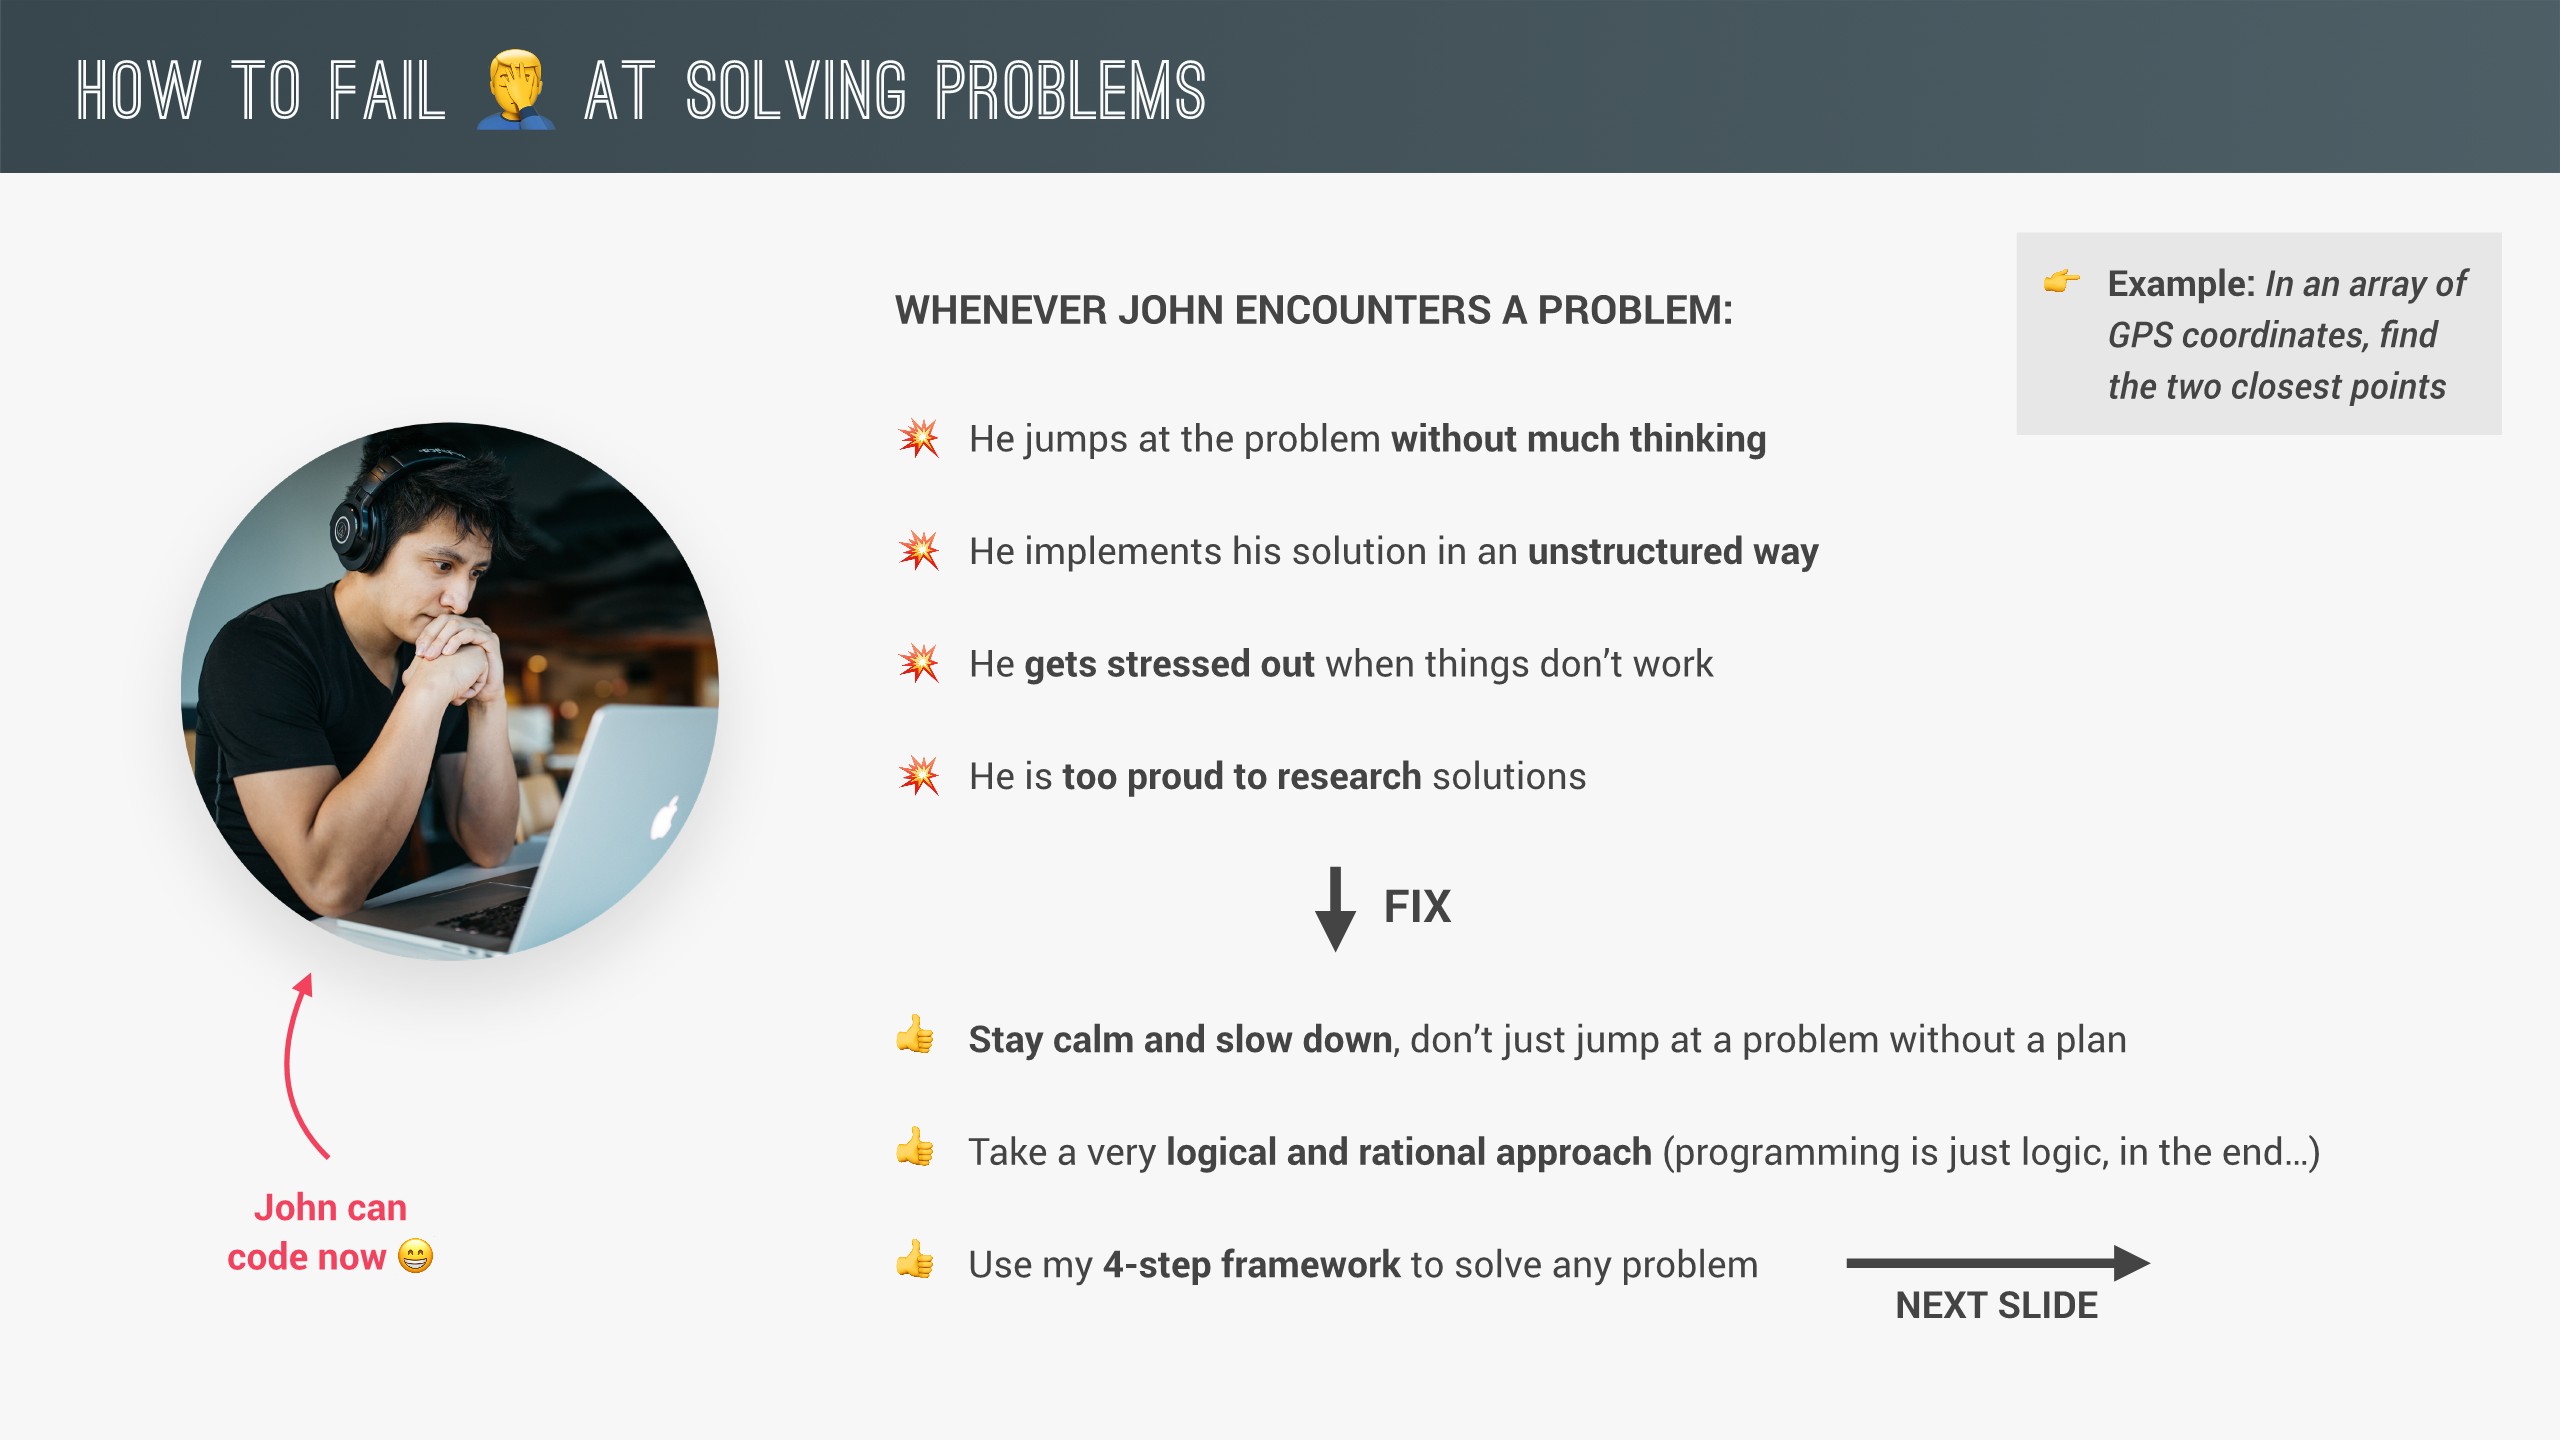 HOW TO FAIL 🤦‍♂️ AT SOLVING PROBLEMS
👉 Example: In an array of
GPS coordinates, find
the two closest points
WHENEVER JOHN ENCOUNTERS A PROBLEM:
💥 He jumps at the problem without much thinking
💥 He implements his solution in an unstructured way
💥 He gets stressed out when things don’t work
💥 He is too proud to research solutions
FIX
👍 Stay calm and slow down, don’t just jump at a problem without a plan
👍 Take a very logical and rational approach (programming is just logic, in the end…)
👍 Use my 4-step framework to solve any problem
NEXT SLIDE
John can
code now 😁